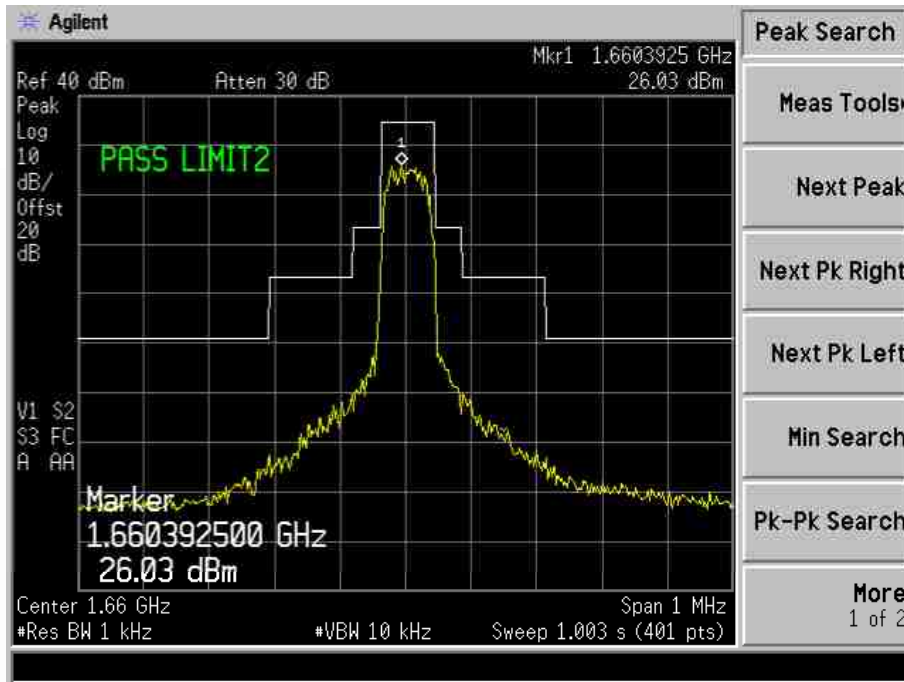 Agilent
Peak Search
Mkr1 1.6603925 GHz
Ref 40 dBm Atten 30 dB 26.03 dBm
Peak
Log
10
dB/
Offst
20
dB
PASS LIMIT2
1
V1 S2
S3 FC
A AA
Marker
1.660392500 GHz
26.03 dBm
Center 1.66 GHz Span 1 MHz
#Res BW 1 kHz #VBW 10 kHz Sweep 1.003 s (401 pts)
Meas Tools
Next Peak
Next Pk Right
Next Pk Left
Min Search
Pk-Pk Search
More
1 of 2